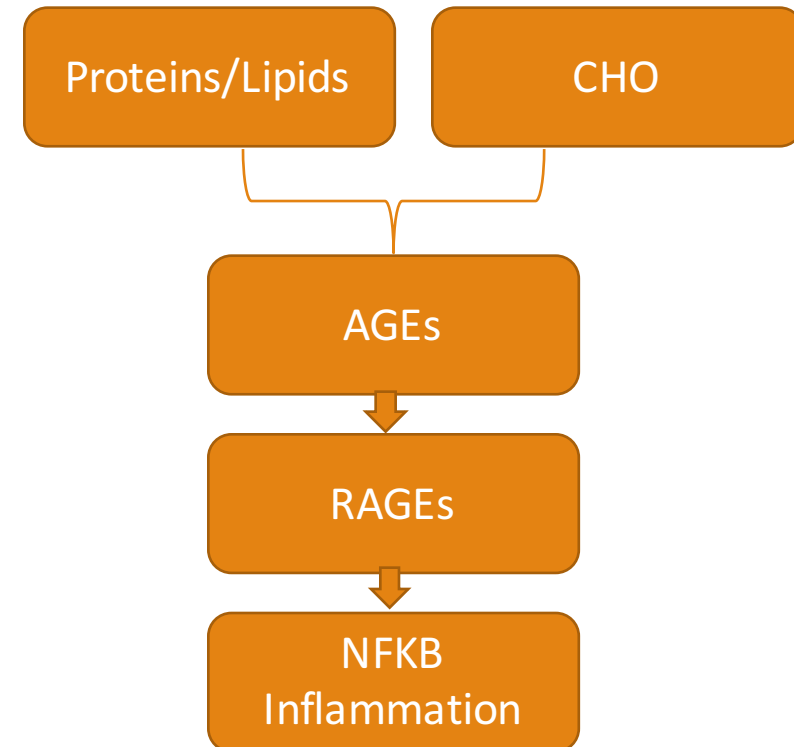 Proteins/Lipids
CHO
AGEs
RAGEs
NFKB
Inflammation